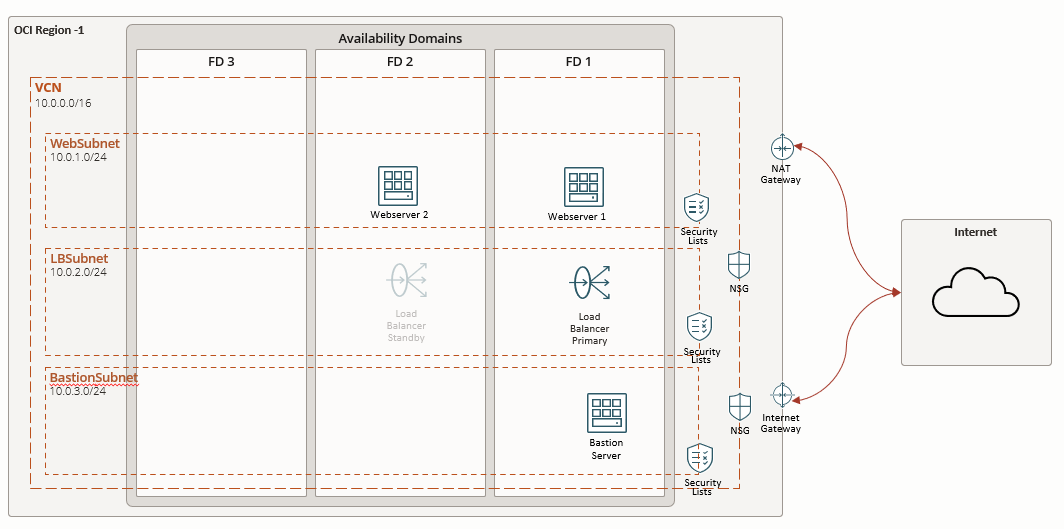 OCI Region -1
Availability Domains
FD 3
FD 2
FD 1
VCN
10.0.0.0/16
WebSubnet
10.0.1.0/24
Webserver 2
Webserver 1
Security
Lists
NAT
Gateway
Internet
LBSubnet
10.0.2.0/24
Load
Balancer
Standby
Load
Balancer
Primary
NSG
Security
Lists
BastionSubnet
10.0.3.0/24
Bastion
Server
NSG
Internet
Gateway
Security
Lists